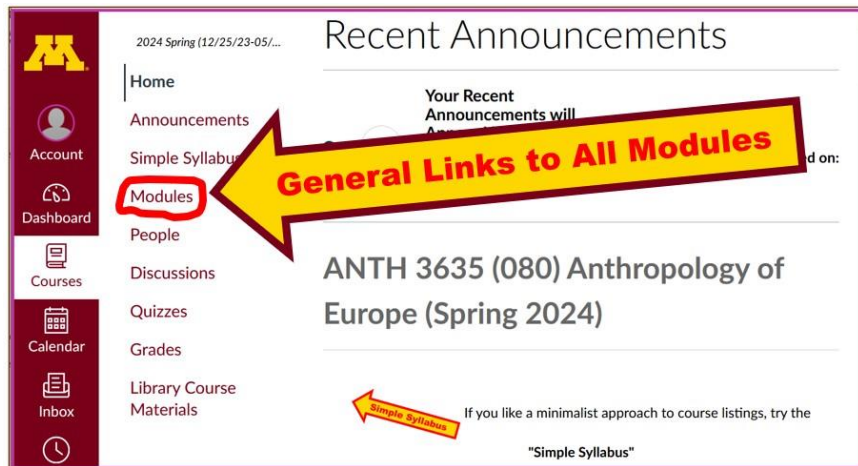 M
Account
Dashboard
Courses
Calendar
Inbox
2024 Spring (12/25/23-05/...
Home
Announcements
Simple Syllabus
Modules
People
Discussions
Quizzes
Grades
Library Course
Materials
Recent Announcements
Your Recent
Announcements will
d on:
General Links to All Modules
ANTH 3635 (080) Anthropology of
Europe (Spring 2024)
Simple Syllabus
If you like a minimalist approach to course listings, try the
"Simple Syllabus"